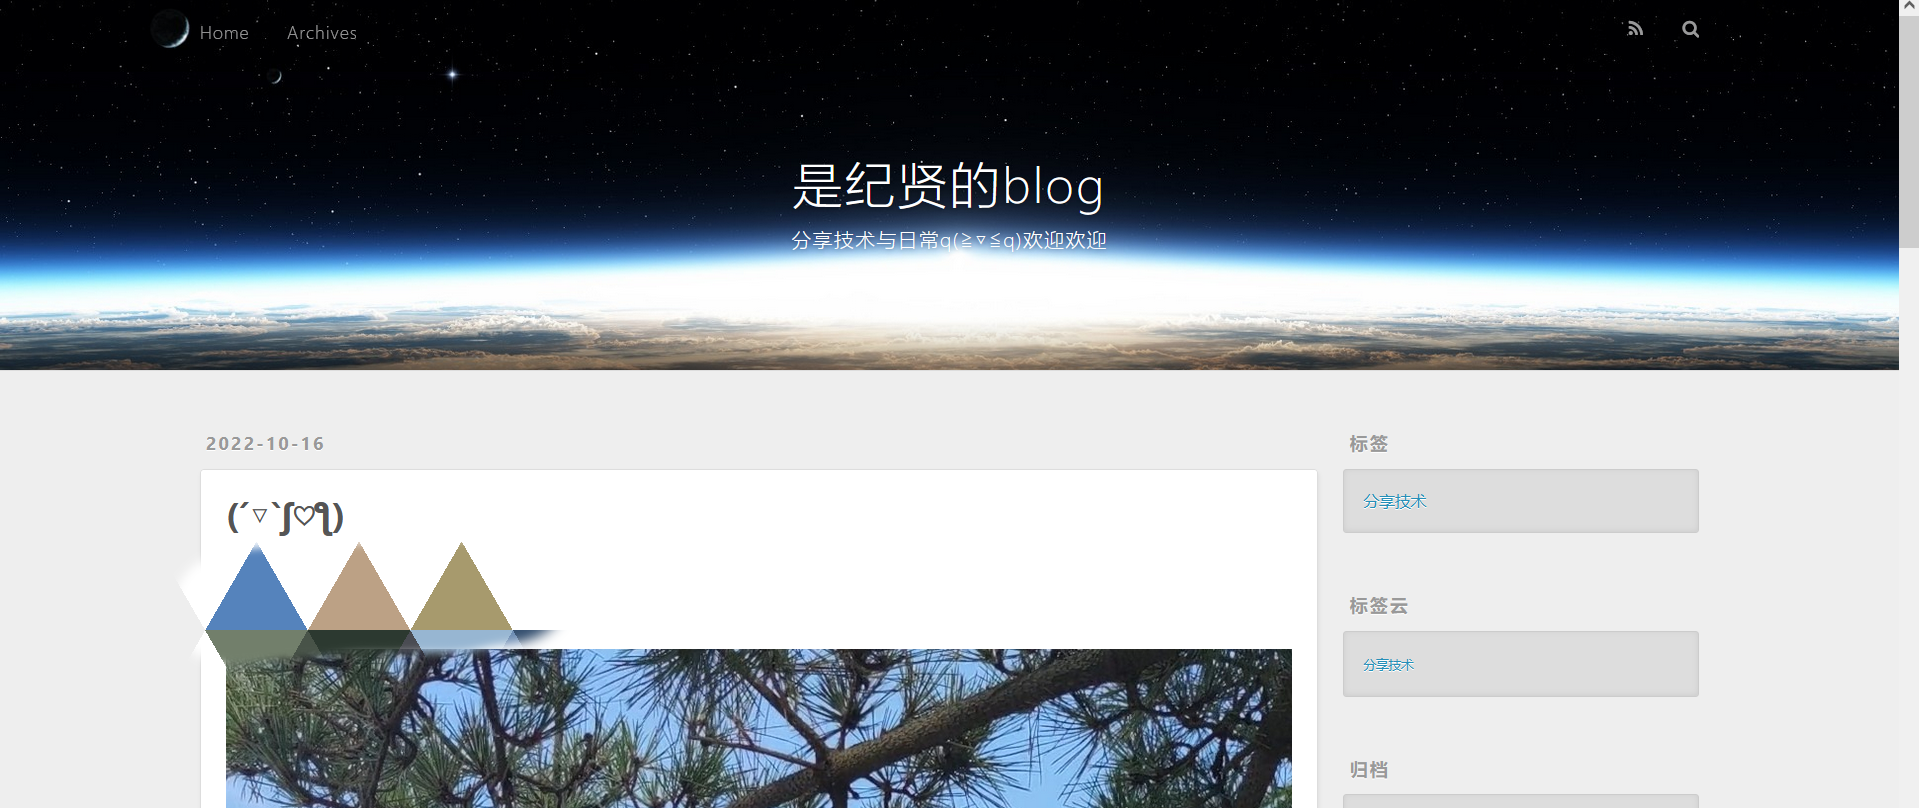 Home Archives
是纪贤的blog
分享技术与日常q(≧▽≦q)欢迎欢迎
2022-10-16
(´▽`ʃ♡ƪ)
标签
分享技术
标签云
分享技术
归档